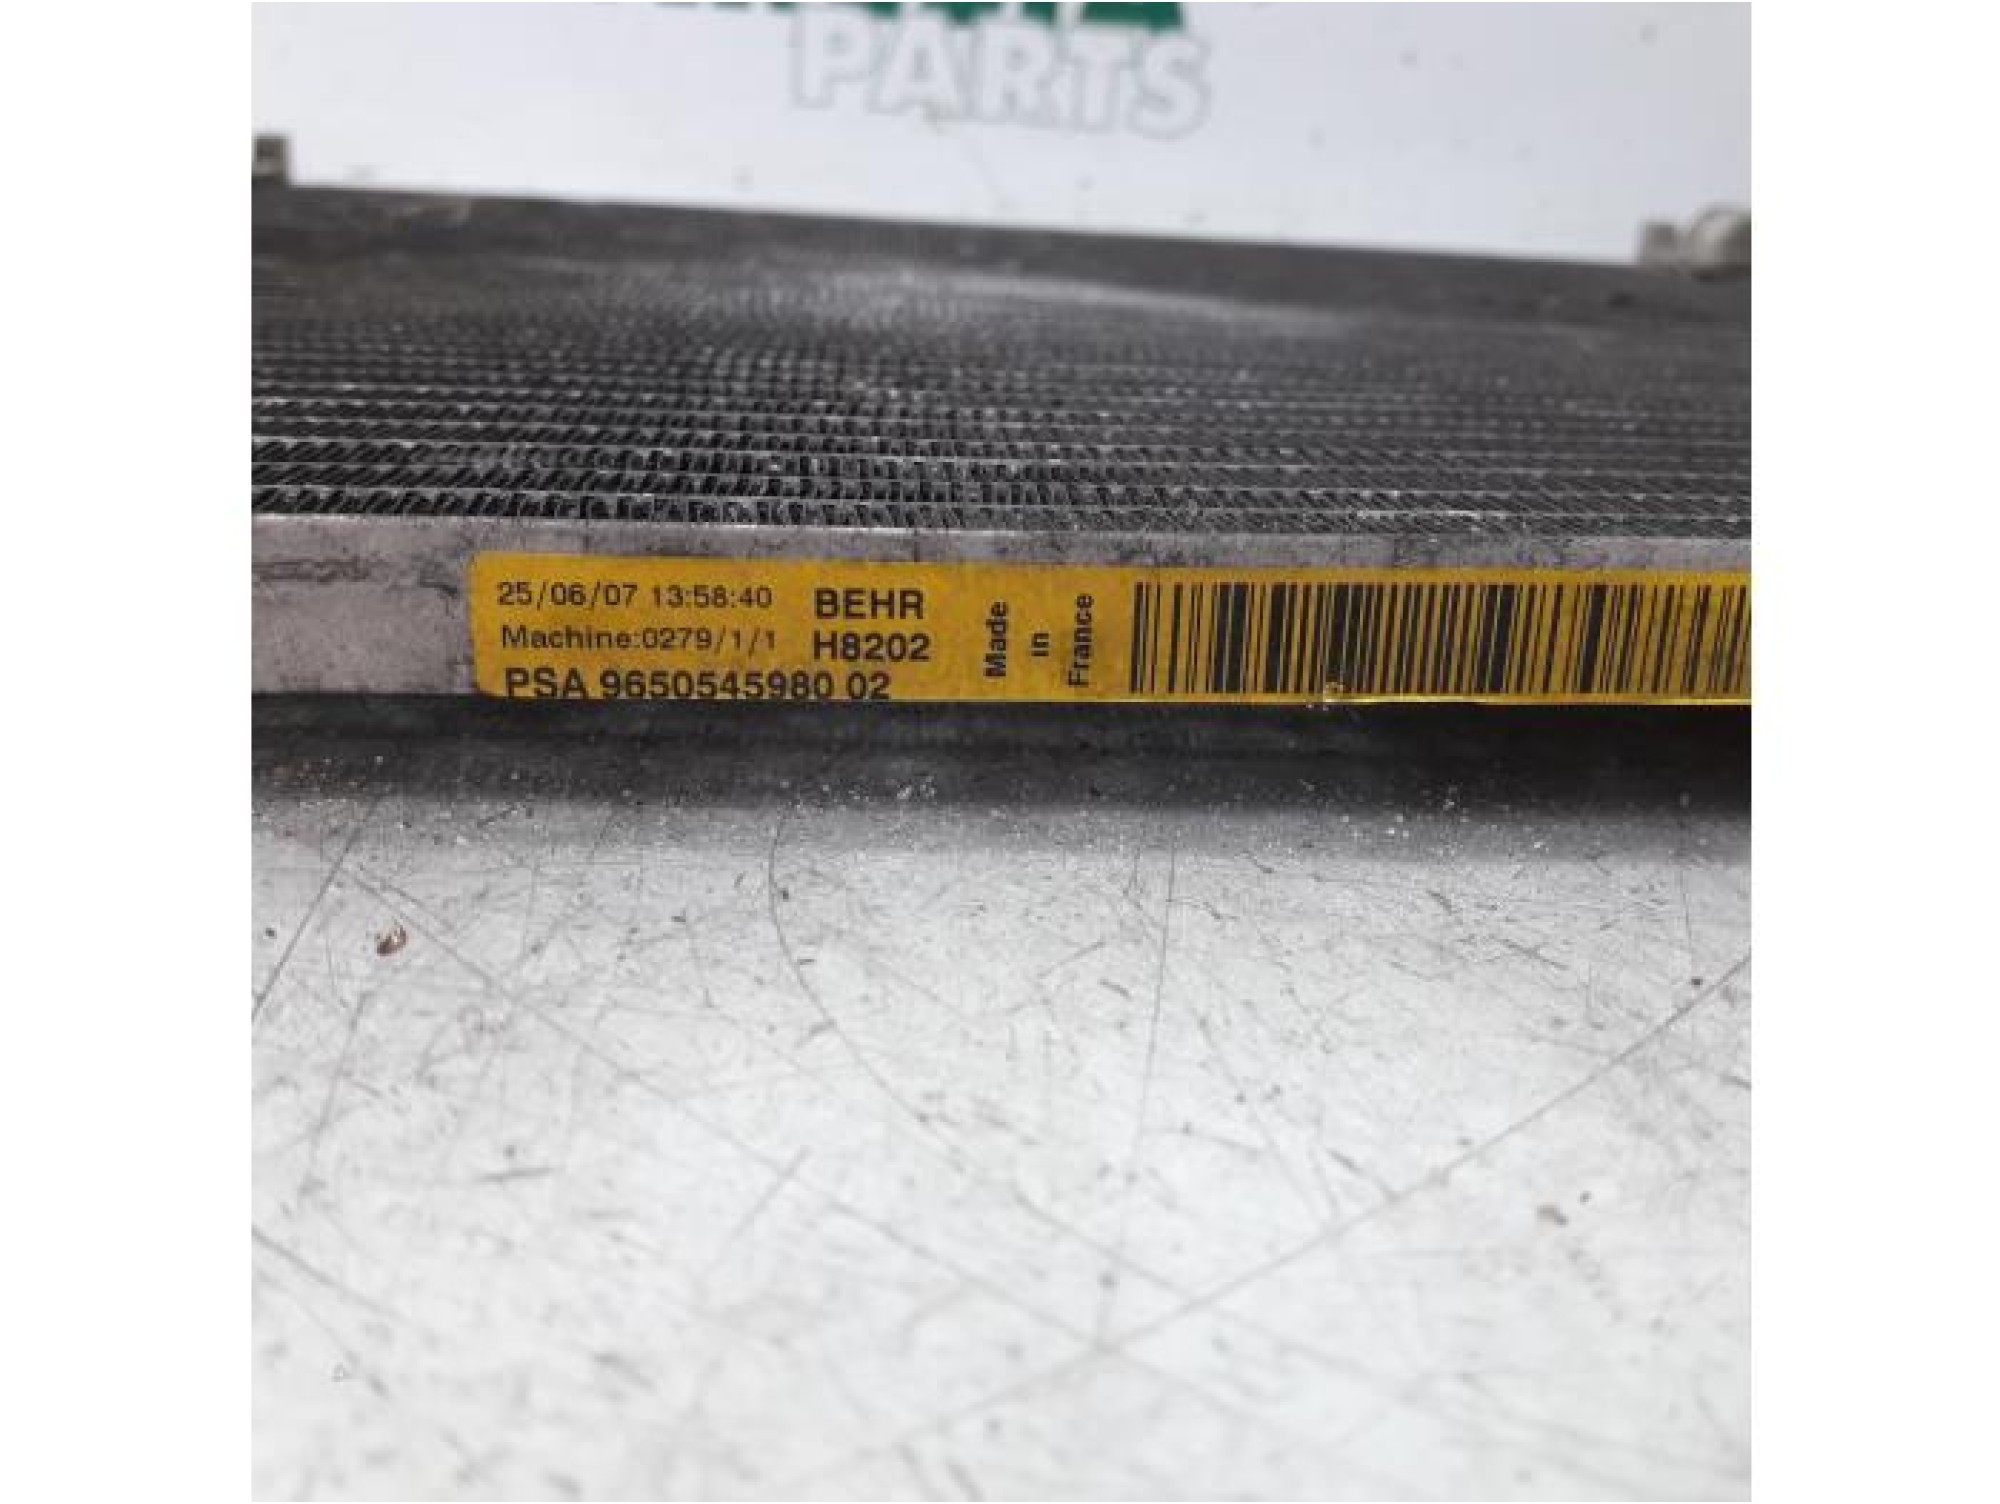 PARTS
25/06/07 13:58:40 BEHR
Machine:0279/1/1 H8202
PSA 9650545980 02
Made
in
France